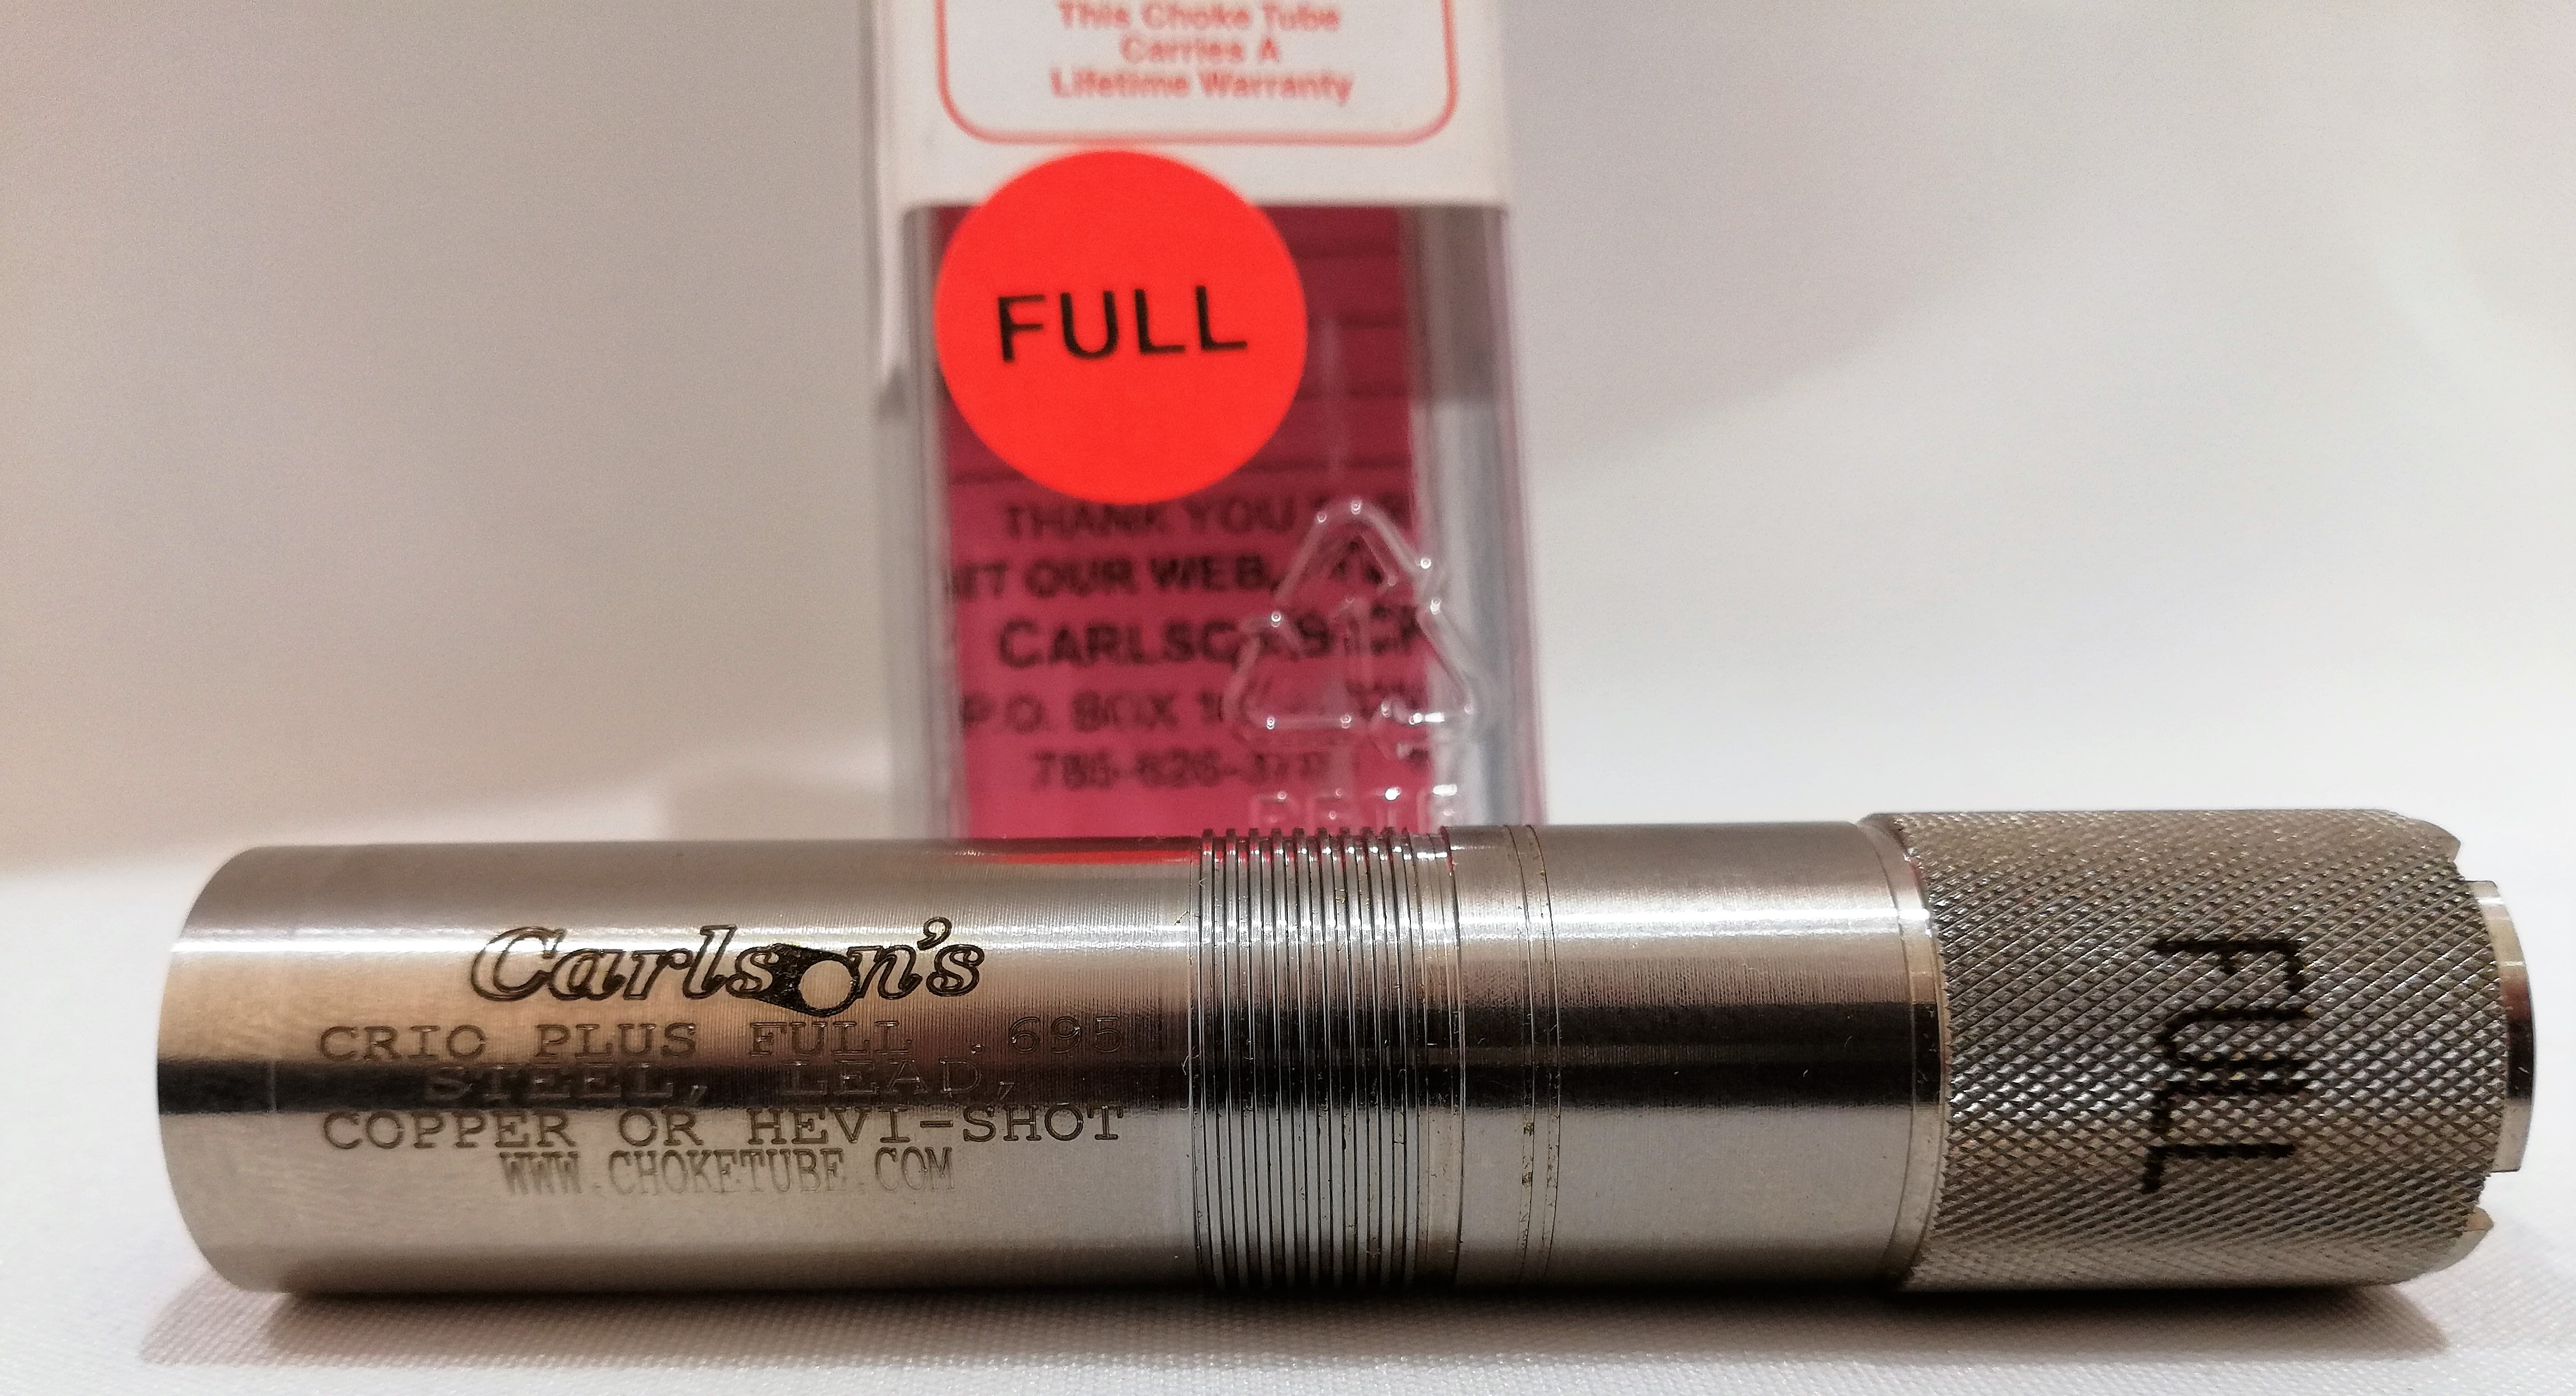 This Choke Tube
Carries A
Lifetime Warranty
FULL
THANK YOU
OUR WEB
P.O. BOX
Carlson's
CRIO PLUS FULL .695
STEEL, LEAD,
COPPER OR HEVI-SHOT
WWW.CHOKETUBE.COM
FULL